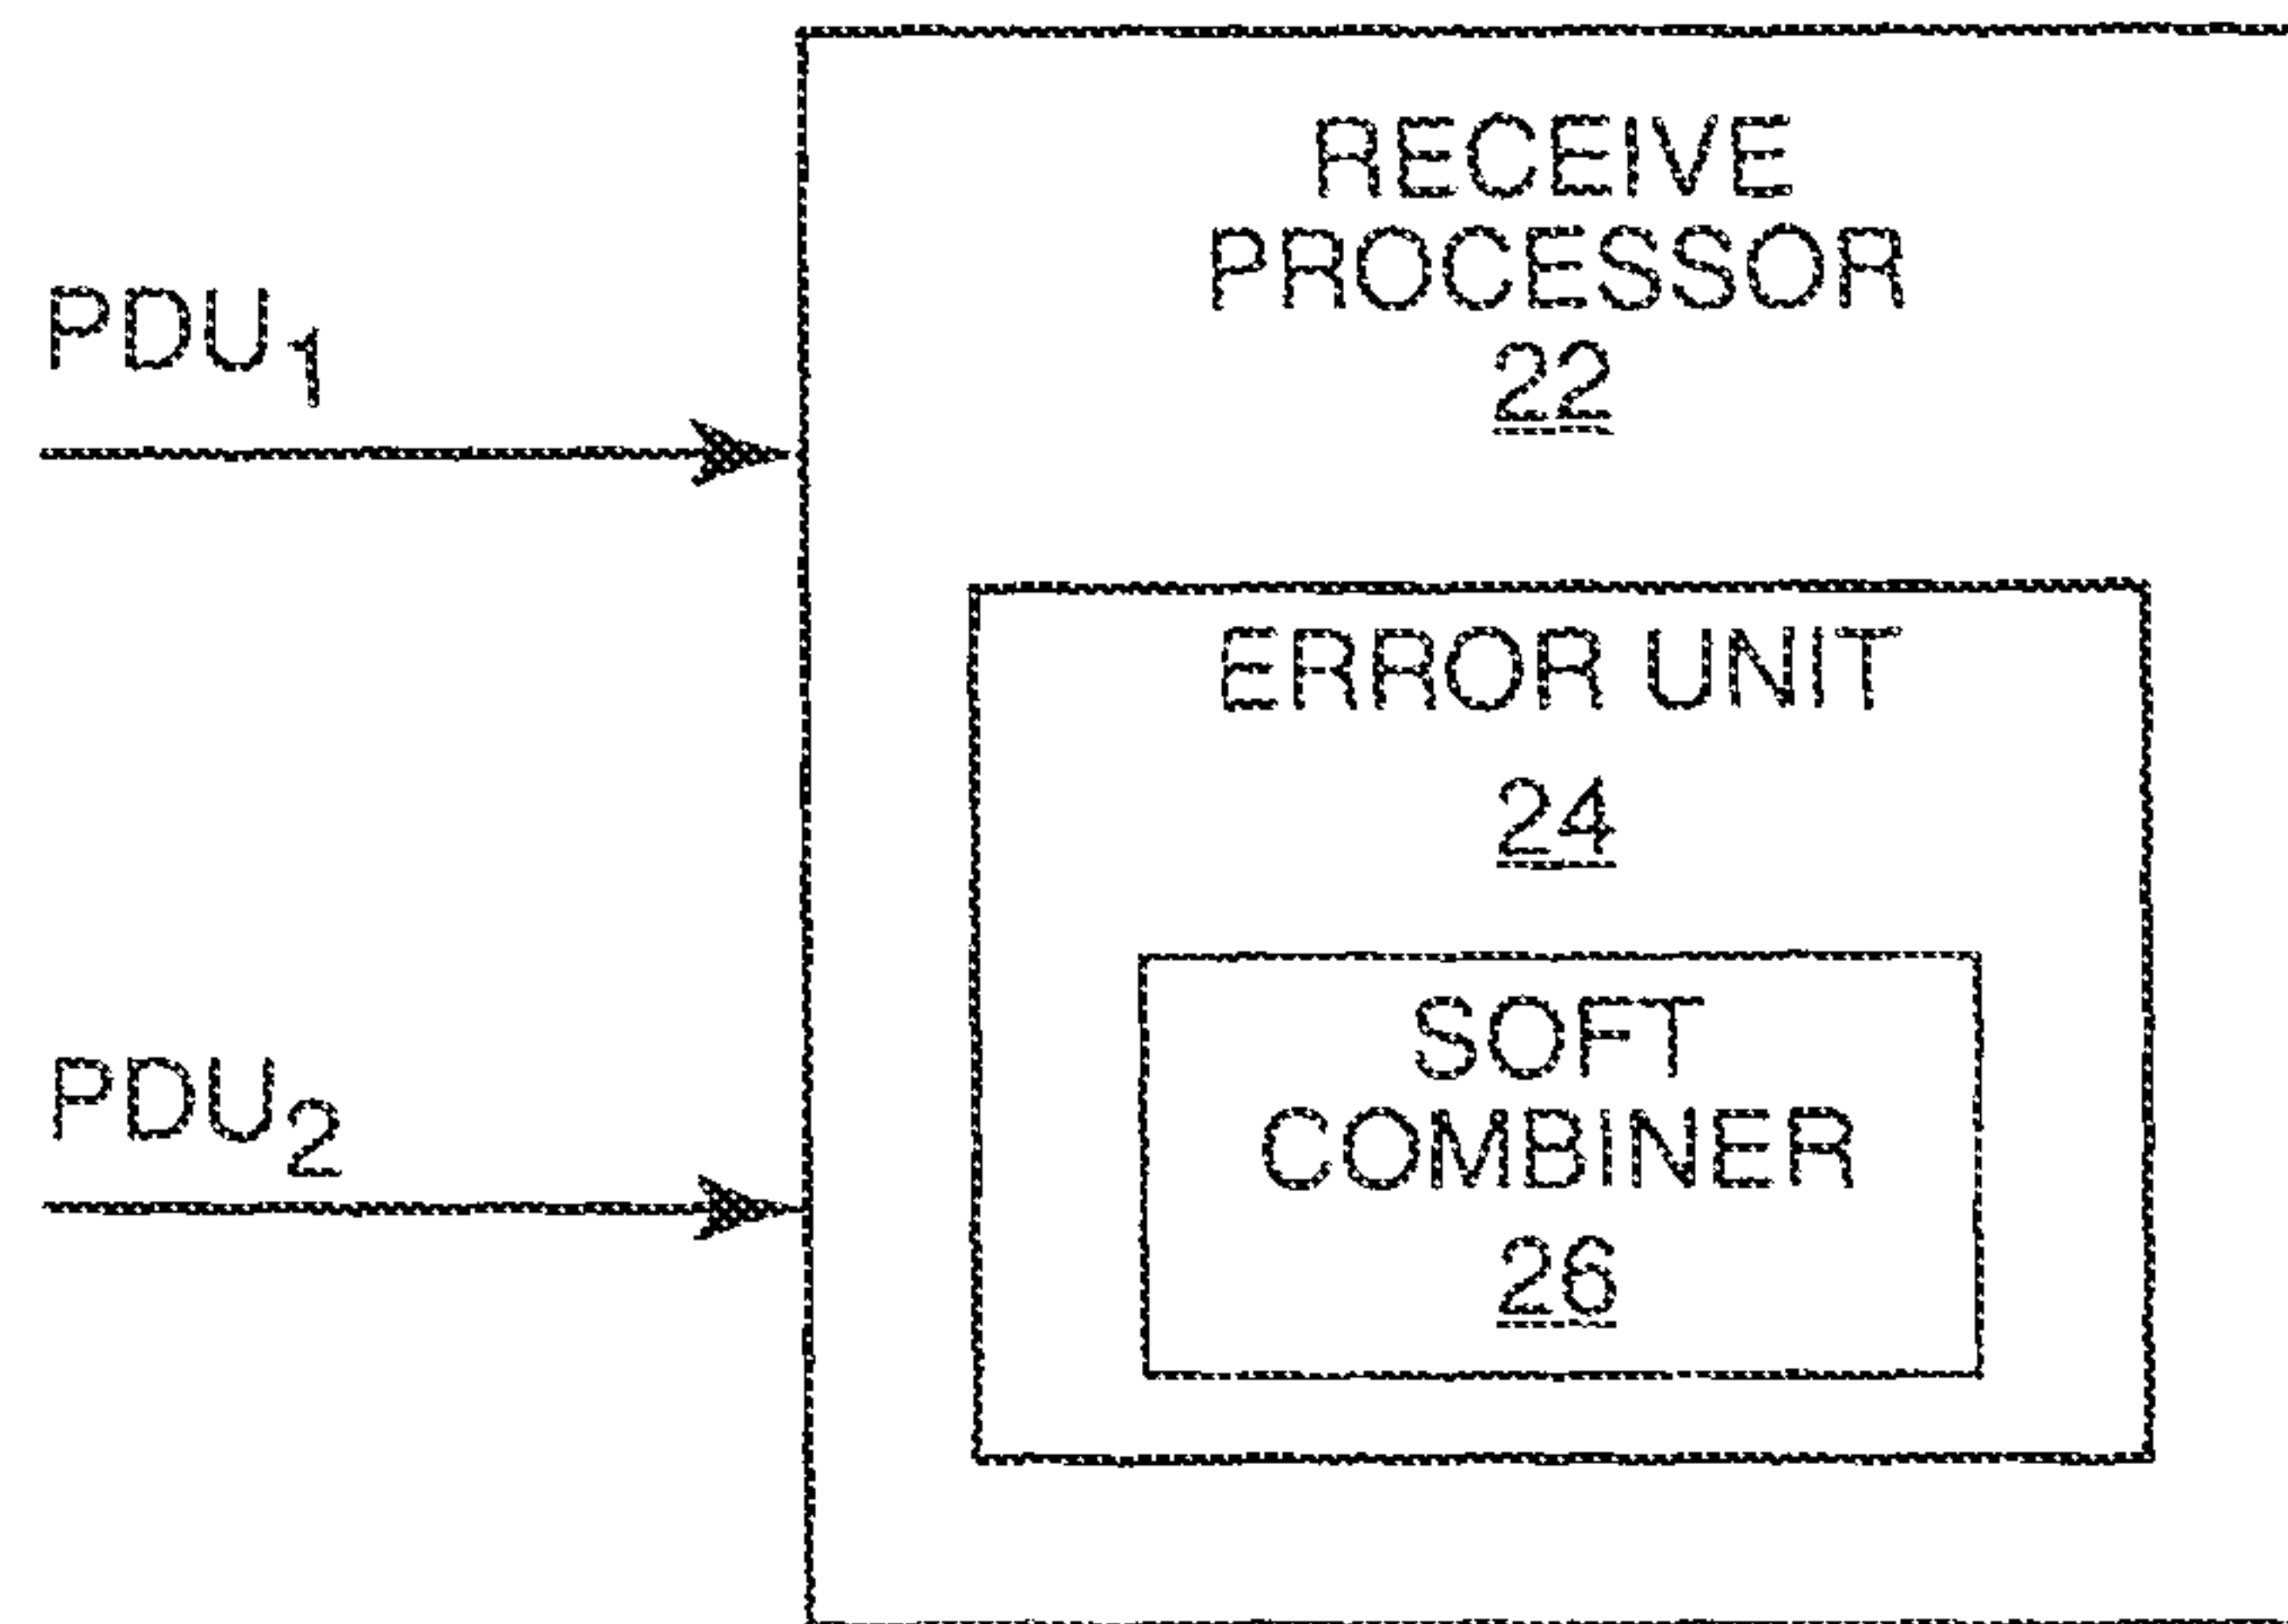 RECEIVE
PROCESSOR
22
PDU₁
ERROR UNIT
24
SOFT
COMBINER
26
PDU₂